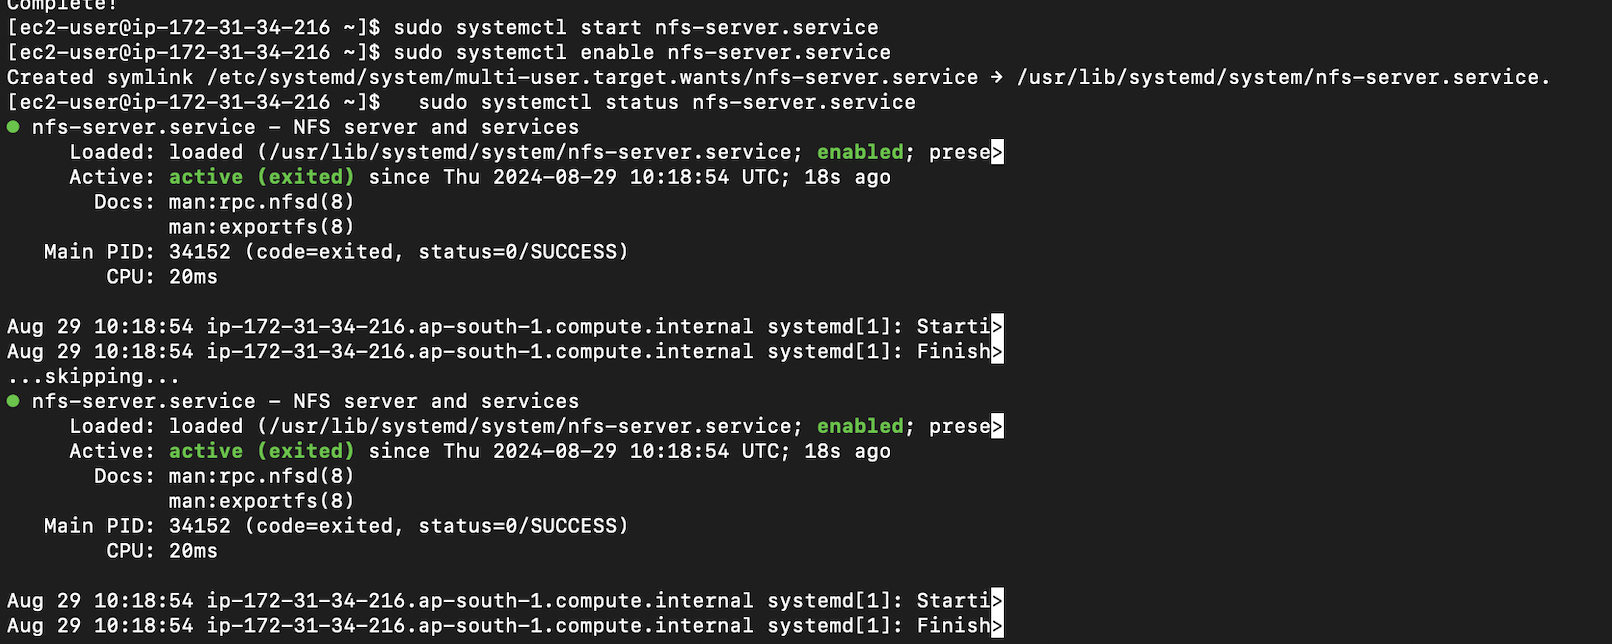 Complete!
[ec2-user@ip-172-31-34-216 ~]$ sudo systemctl start nfs-server.service
[ec2-user@ip-172-31-34-216 ~]$ sudo systemctl enable nfs-server.service
Created symlink /etc/systemd/system/multi-user.target.wants/nfs-server.service → /usr/lib/systemd/system/nfs-server.service.
[ec2-user@ip-172-31-34-216 ~]$   sudo systemctl status nfs-server.service
● nfs-server.service - NFS server and services
     Loaded: loaded (/usr/lib/systemd/system/nfs-server.service; enabled; prese>
     Active: active (exited) since Thu 2024-08-29 10:18:54 UTC; 18s ago
       Docs: man:rpc.nfsd(8)
             man:exportfs(8)
   Main PID: 34152 (code=exited, status=0/SUCCESS)
        CPU: 20ms

Aug 29 10:18:54 ip-172-31-34-216.ap-south-1.compute.internal systemd[1]: Starti>
Aug 29 10:18:54 ip-172-31-34-216.ap-south-1.compute.internal systemd[1]: Finish>
...skipping...
● nfs-server.service - NFS server and services
     Loaded: loaded (/usr/lib/systemd/system/nfs-server.service; enabled; prese>
     Active: active (exited) since Thu 2024-08-29 10:18:54 UTC; 18s ago
       Docs: man:rpc.nfsd(8)
             man:exportfs(8)
   Main PID: 34152 (code=exited, status=0/SUCCESS)
        CPU: 20ms

Aug 29 10:18:54 ip-172-31-34-216.ap-south-1.compute.internal systemd[1]: Starti>
Aug 29 10:18:54 ip-172-31-34-216.ap-south-1.compute.internal systemd[1]: Finish>